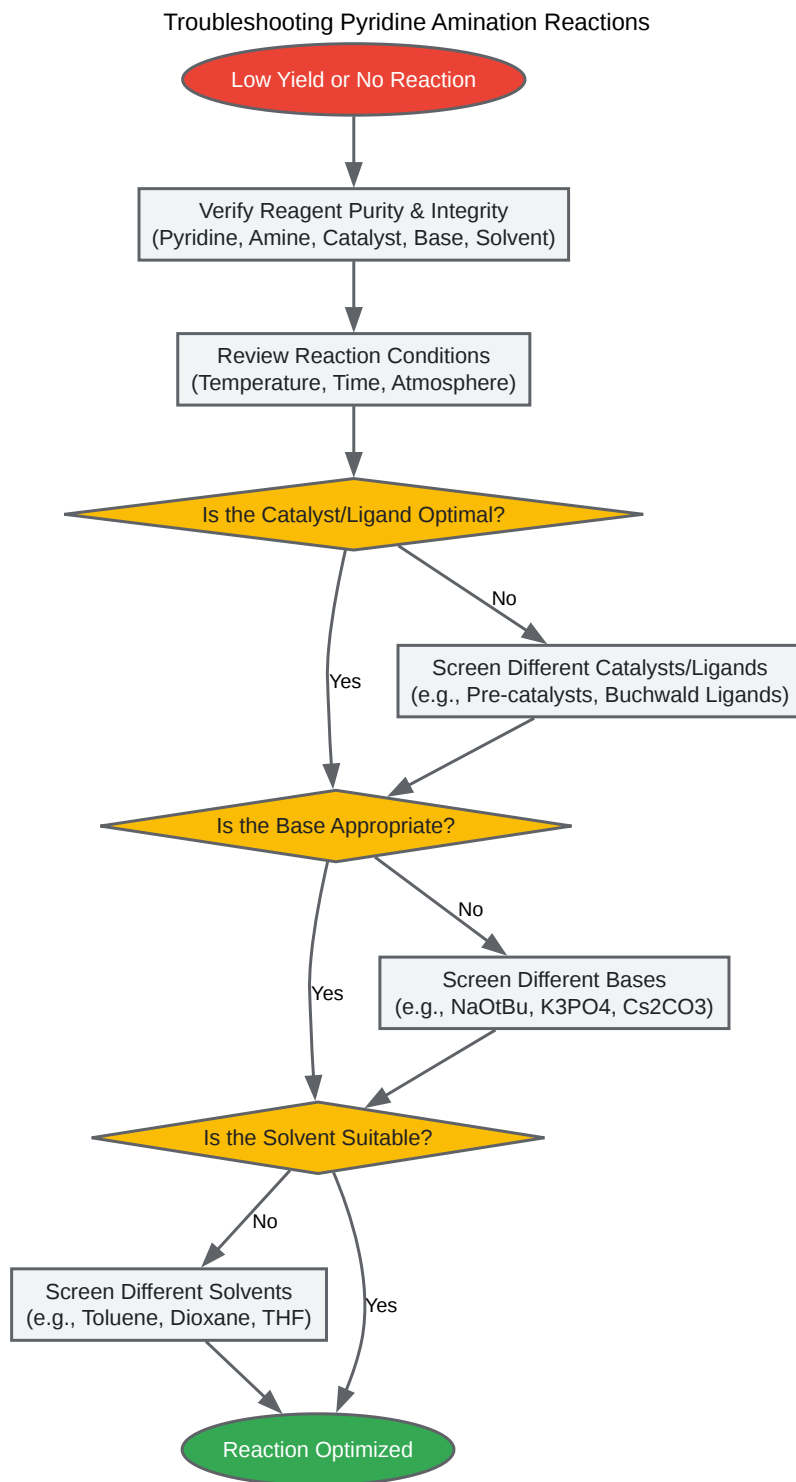 Troubleshooting Pyridine Amination Reactions
Low Yield or No Reaction
Verify Reagent Purity & Integrity
(Pyridine, Amine, Catalyst, Base, Solvent)
Review Reaction Conditions
(Temperature, Time, Atmosphere)
Is the Catalyst/Ligand Optimal?
No
Screen Different Catalysts/Ligands
(e.g., Pre-catalysts, Buchwald Ligands)
Yes
Is the Base Appropriate?
No
Screen Different Bases
(e.g., NaOtBu, K3PO4, Cs2CO3)
Yes
Is the Solvent Suitable?
No
Screen Different Solvents
(e.g., Toluene, Dioxane, THF)
Yes
Reaction Optimized